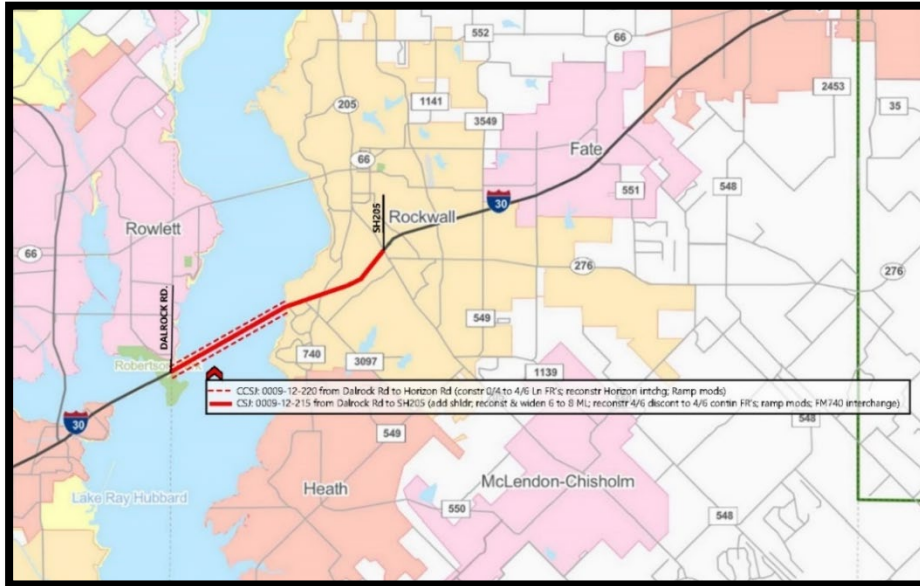 552
66
2453
205
1141
35
3549
Fate
66
551
548
30
SH205
Rockwall
Rowlett
66
276
276
DALROCK RD.
549
740
3097
1139
Robertson
CCSJ: 0009-12-220 from Dalrock Rd to Horizon Rd (constr 0/4 to 4/6 Ln FR's; reconstr Horizon intchg; Ramp mods)
CSJ: 0009-12-215 from Dalrock Rd to SH205 (add shldr; reconst & widen 6 to 8 ML; reconstr 4/6 discont to 4/6 contin FR's; ramp mods; FM740 interchange)
30
549
548
Lake Ray Hubbard
Heath
McLendon-Chisholm
550
548
548